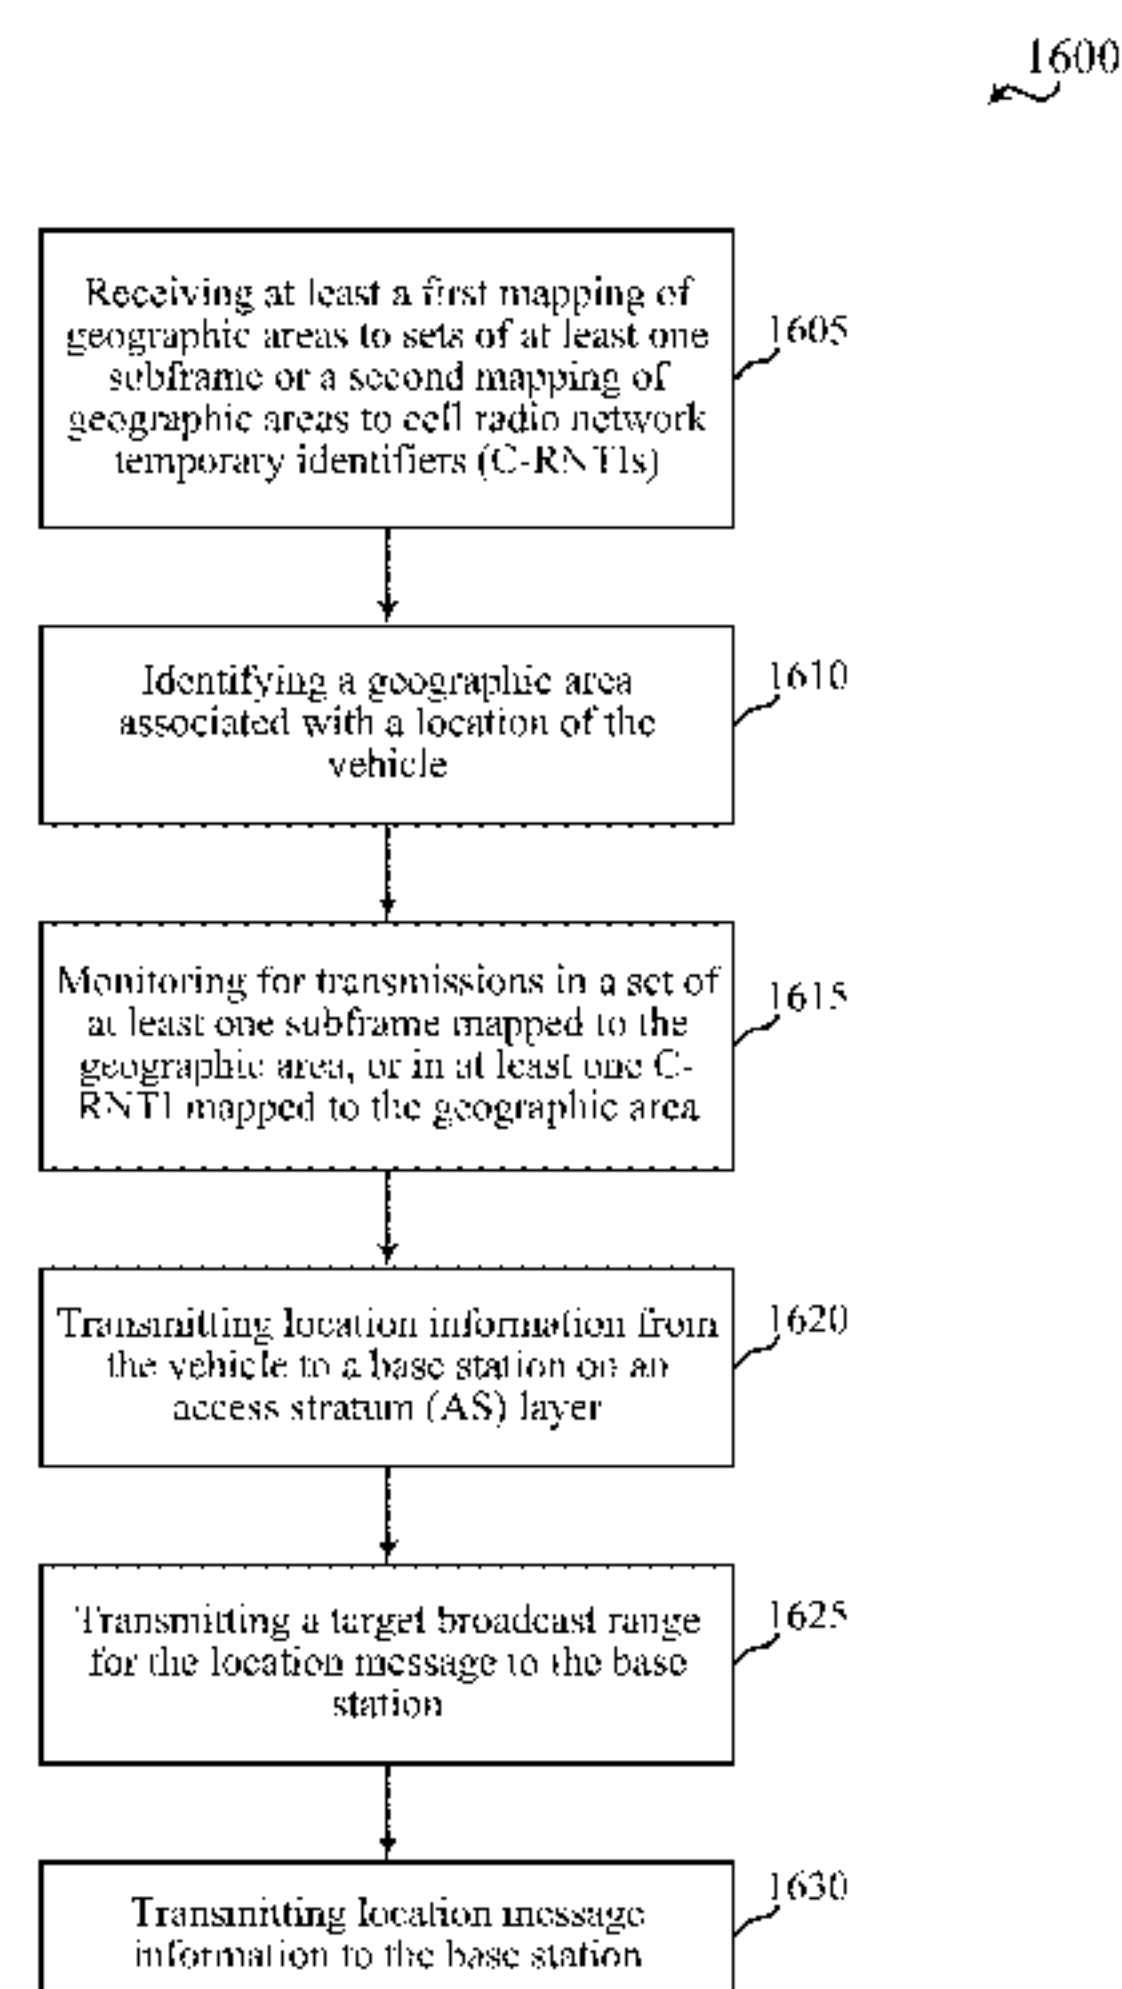 1600
Receiving at least a first mapping of
geographic areas to sets of at least one
subframe or a second mapping of
geographic areas to cell radio network
temporary identifiers (C-RNTIs)
1605
Identifying a geographic area
associated with a location of the
vehicle
1610
Monitoring for transmissions in a set of
at least one subframe mapped to the
geographic area, or in at least one C-
RNTI mapped to the geographic area
1615
Transmitting location information from
the vehicle to a base station on an
access stratum (AS) layer
1620
Transmitting a target broadcast range
for the location message to the base
station
1625
Transmitting location message
information to the base station
1630